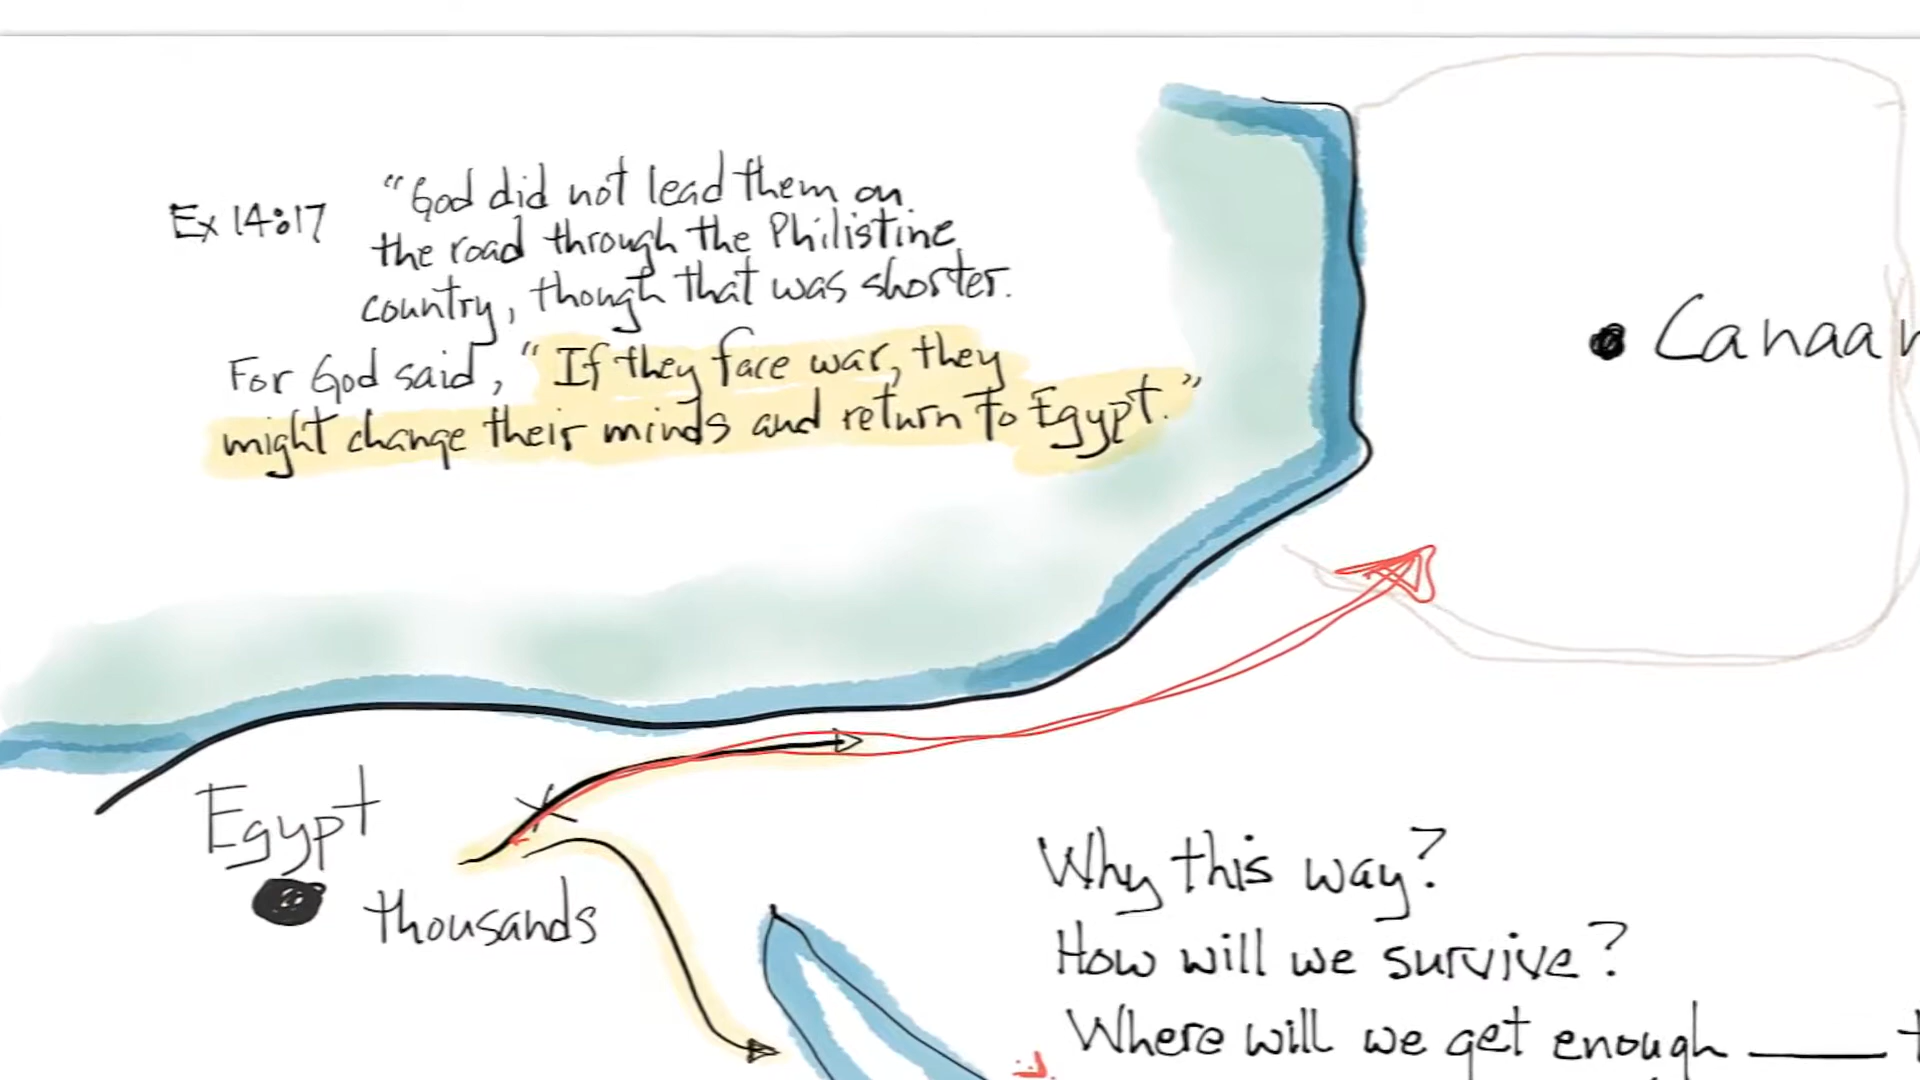 Ex 14:17
"God did not lead them on
the road through the Philistine
country, though that was shorter.
For God said, "If they face war, they
might change their minds and return to Egypt."
Canaan
Egypt
thousands
Why this way?
How will we survive?
Where will we get enough ____ t